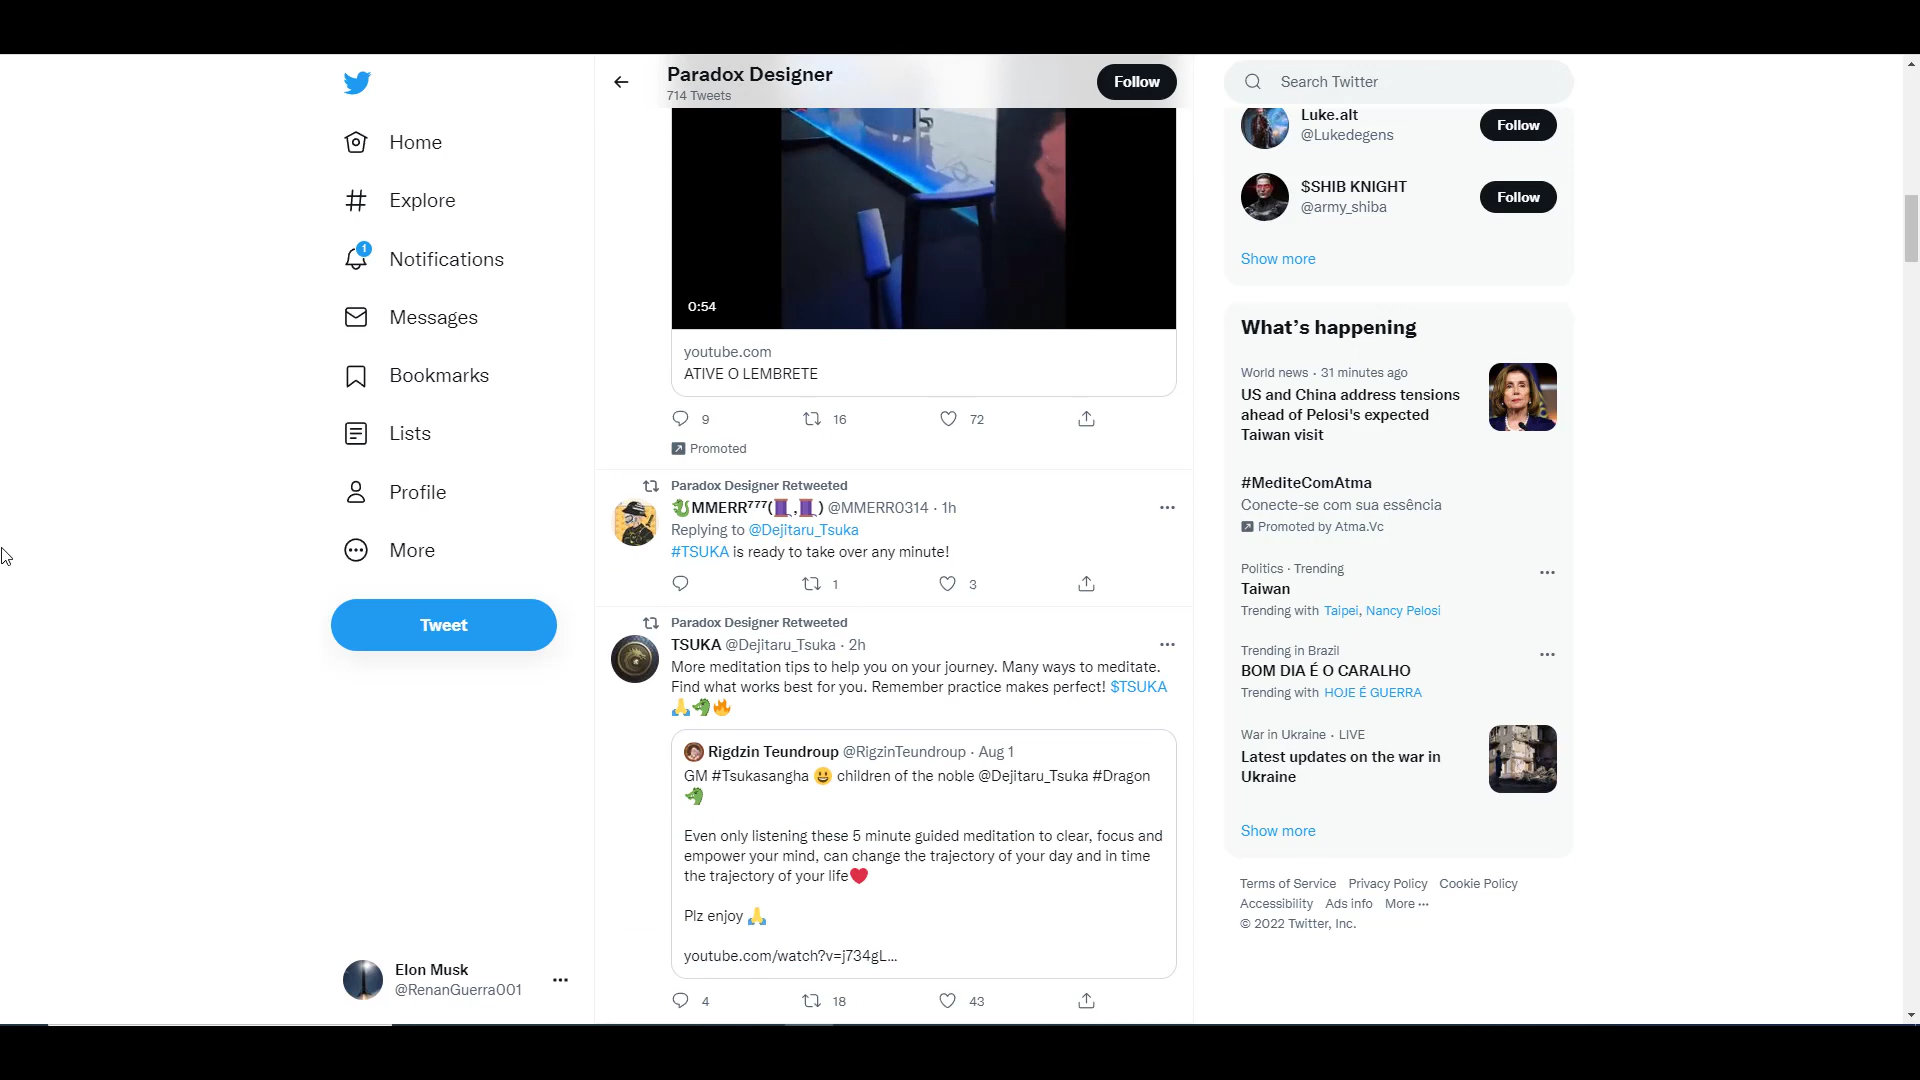 Home
Explore
1
Notifications
Messages
Bookmarks
Lists
Profile
More
Tweet
Elon Musk
@RenanGuerra001
Paradox Designer
714 Tweets
Follow
0:54
youtube.com
ATIVE O LEMBRETE
9 16 72
Promoted
Paradox Designer Retweeted
MMERR⁷⁷⁷(🧵,🧵) @MMERR0314 · 1h
Replying to @Dejitaru_Tsuka
#TSUKA is ready to take over any minute!
1 3
Paradox Designer Retweeted
TSUKA @Dejitaru_Tsuka · 2h
More meditation tips to help you on your journey. Many ways to meditate.
Find what works best for you. Remember practice makes perfect! $TSUKA
🙏🐲🔥
Rigdzin Teundroup @RigzinTeundroup · Aug 1
GM #Tsukasangha 😃 children of the noble @Dejitaru_Tsuka #Dragon
🐲
Even only listening these 5 minute guided meditation to clear, focus and
empower your mind, can change the trajectory of your day and in time
the trajectory of your life❤️
Plz enjoy 🙏
youtube.com/watch?v=j734gL...
4 18 43
Search Twitter
Luke.alt
@Lukedegens
Follow
$SHIB KNIGHT
@army_shiba
Follow
Show more
What's happening
World news · 31 minutes ago
US and China address tensions
ahead of Pelosi's expected
Taiwan visit
#MediteComAtma
Conecte-se com sua essência
Promoted by Atma.Vc
Politics · Trending
Taiwan
Trending with Taipei, Nancy Pelosi
Trending in Brazil
BOM DIA É O CARALHO
Trending with HOJE É GUERRA
War in Ukraine · LIVE
Latest updates on the war in
Ukraine
Show more
Terms of Service Privacy Policy Cookie Policy
Accessibility Ads info More ···
© 2022 Twitter, Inc.